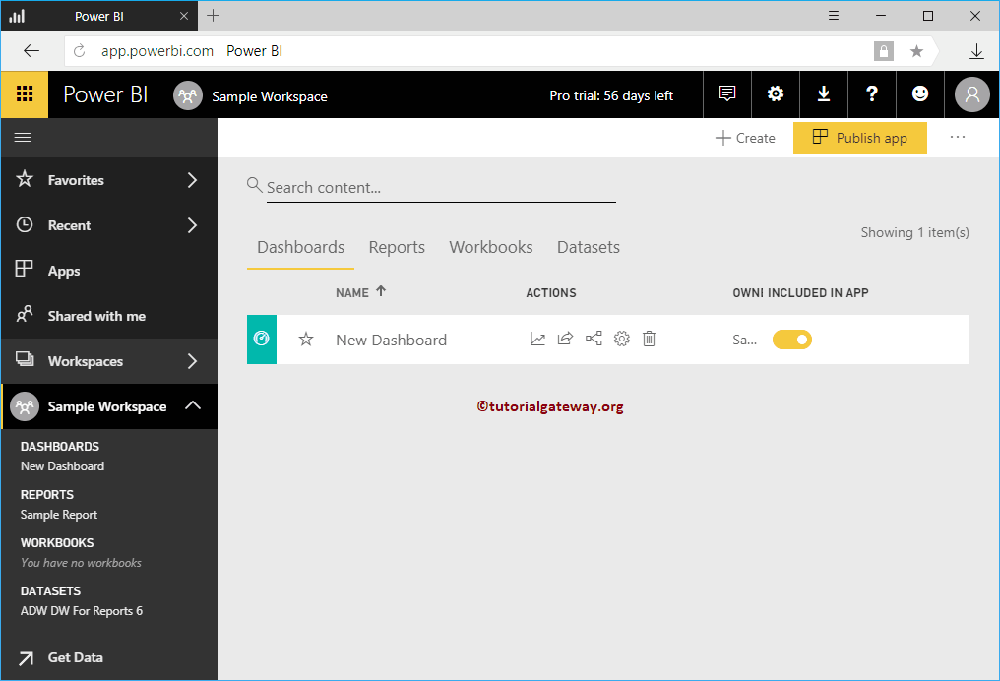 Power BI
app.powerbi.com Power BI
Power BI Sample Workspace Pro trial: 56 days left ?
Create Publish app ...
Favorites
Recent
Apps
Shared with me
Workspaces
Sample Workspace
DASHBOARDS
New Dashboard
REPORTS
Sample Report
WORKBOOKS
You have no workbooks
DATASETS
ADW DW For Reports 6
Get Data
Search content...
Showing 1 item(s)
Dashboards Reports Workbooks Datasets
NAME ACTIONS OWNI INCLUDED IN APP
New Dashboard Sa...
©tutorialgateway.org